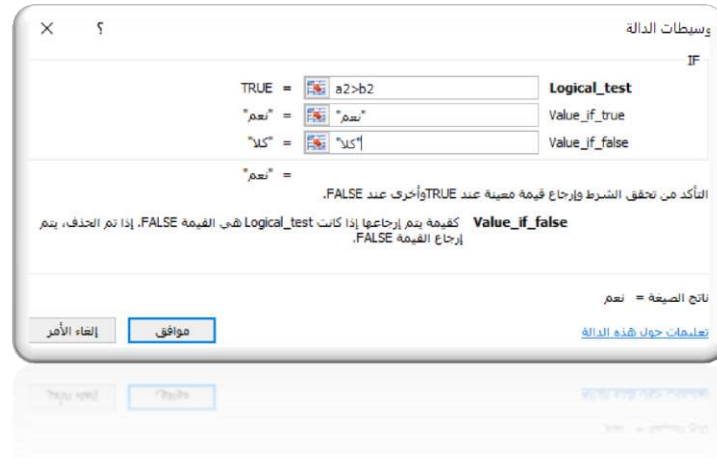 وسيطات الدالة ؟ ×
IF
Logical_test a2>b2 = TRUE
Value_if_true "نعم" = "نعم"
Value_if_false "كلا" = "كلا"
= "نعم"
التأكد من تحقق الشرط وإرجاع قيمة معينة عند TRUEوأخرى عند FALSE.
Value_if_false كقيمة يتم إرجاعها إذا كانت Logical_test هي القيمة FALSE. إذا تم الحذف، يتم
إرجاع القيمة FALSE.
ناتج الصيغة = نعم
تعليمات حول هذه الدالة موافق إلغاء الأمر